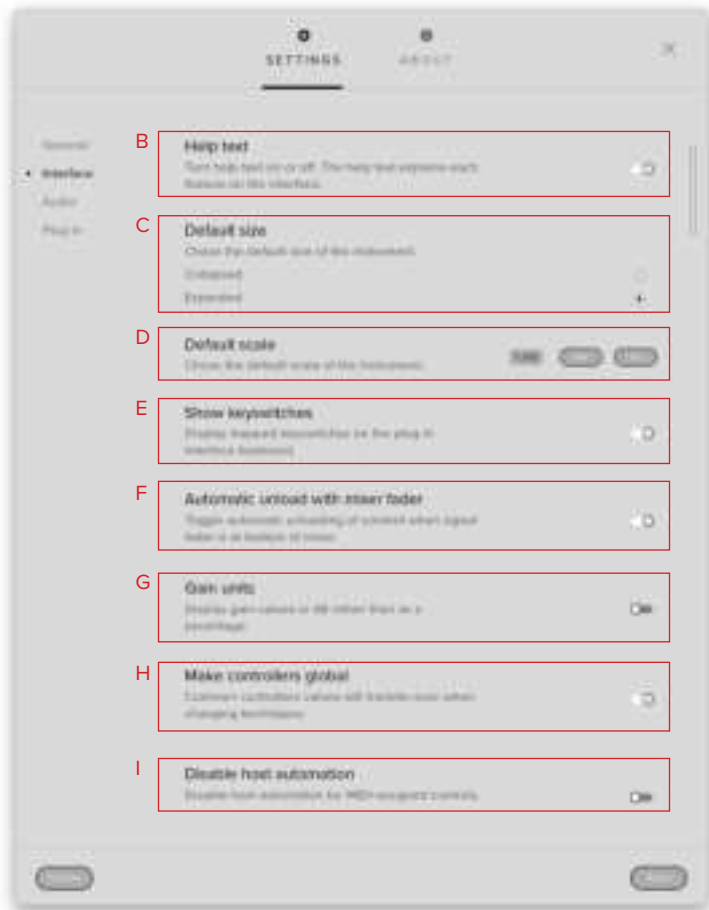 SETTINGS
ABOUT
General
Interface
Audio
Plug-in
B
Help text
Turn help text on or off. The help text explains each
feature on the interface.
C
Default size
Chose the default size of the instrument.
Collapsed
Expanded
D
Default scale
Chose the default scale of the instrument.
E
Show keyswitches
Display mapped keyswitches on the plug-in
interface keyboard.
F
Automatic unload with mixer fader
Toggle automatic unloading of content when signal
fader is at bottom of mixer.
G
Gain units
Display gain values in dB rather than as a
percentage.
H
Make controllers global
Common controllers values will transfer over when
changing techniques.
I
Disable host automation
Disable host automation for MIDI-assigned controls.